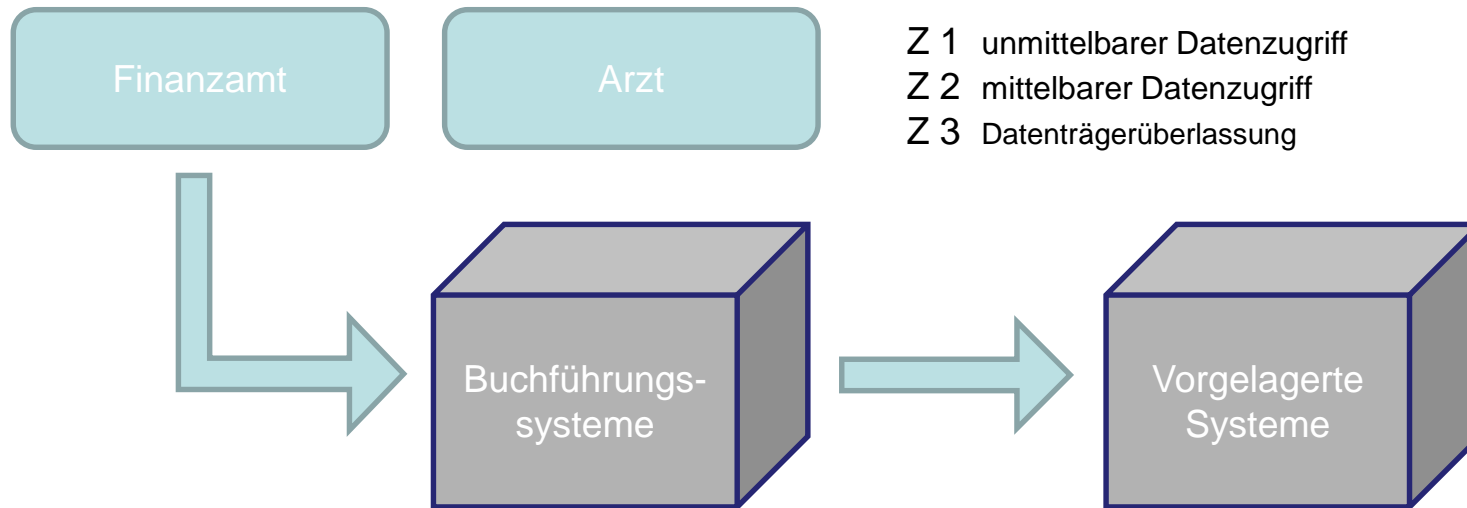 Finanzamt
Arzt
Z 1 unmittelbarer Datenzugriff
Z 2 mittelbarer Datenzugriff
Z 3 Datenträgerüberlassung
Buchführungs-
systeme
Vorgelagerte
Systeme